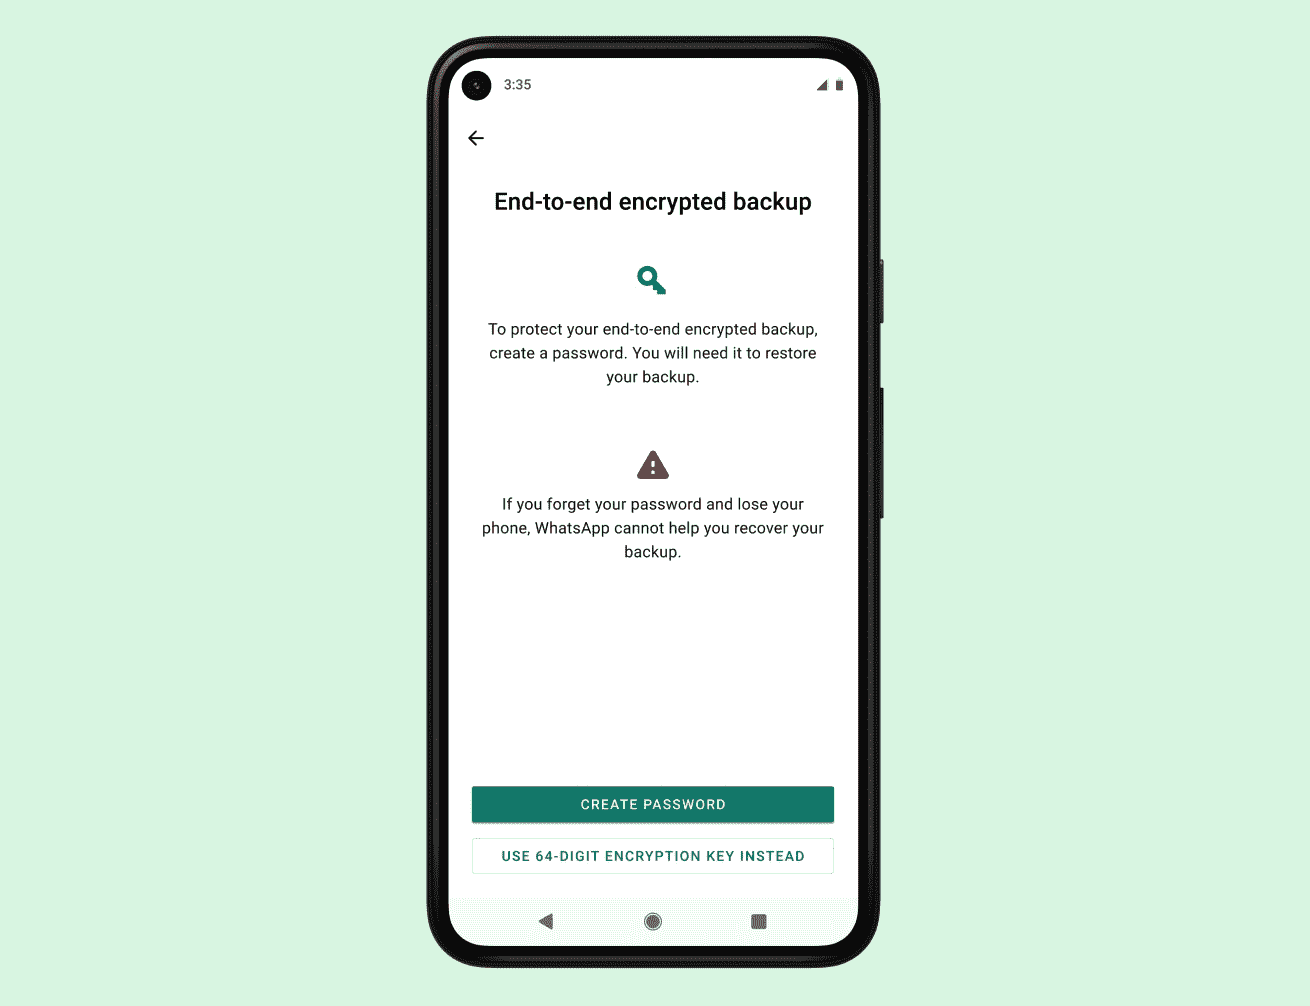 3:35
End-to-end encrypted backup
To protect your end-to-end encrypted backup,
create a password. You will need it to restore
your backup.
If you forget your password and lose your
phone, WhatsApp cannot help you recover your
backup.
CREATE PASSWORD
USE 64-DIGIT ENCRYPTION KEY INSTEAD